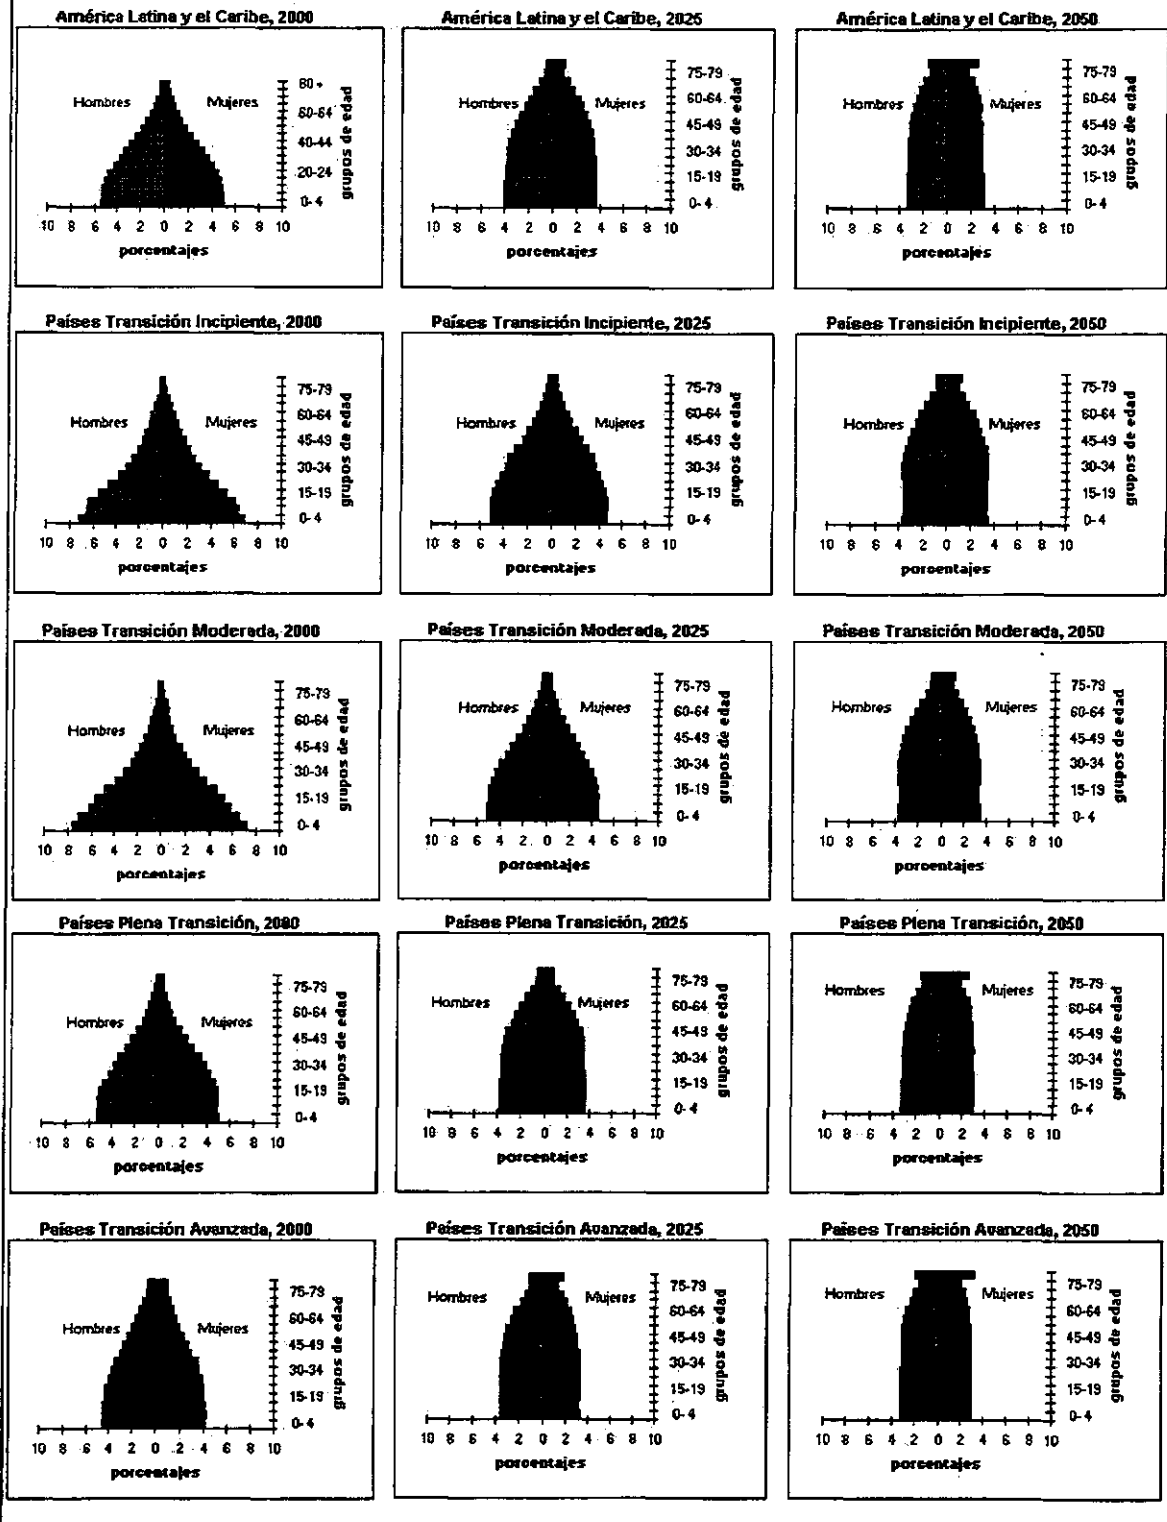 América Latina y el Caribe, 2000
Hombres
Mujeres
80+
60-64
40-44
20-24
0-4
grupos de edad
10 8 6 4 2 0 2 4 6 8 10
porcentajes
América Latina y el Caribe, 2025
Hombres
Mujeres
75-79
60-64
45-49
30-34
15-19
0-4
grupos de edad
10 8 6 4 2 0 2 4 6 8 10
porcentajes
América Latina y el Caribe, 2050
Hombres
Mujeres
75-79
60-64
45-49
30-34
15-19
0-4
grupos de edad
10 8 6 4 2 0 2 4 6 8 10
porcentajes
Países Transición Incipiente, 2000
Hombres
Mujeres
75-79
60-64
45-49
30-34
15-19
0-4
grupos de edad
10 8 6 4 2 0 2 4 6 8 10
porcentajes
Países Transición Incipiente, 2025
Hombres
Mujeres
75-79
60-64
45-49
30-34
15-19
0-4
grupos de edad
10 8 6 4 2 0 2 4 6 8 10
porcentajes
Países Transición Incipiente, 2050
Hombres
Mujeres
75-79
60-64
45-49
30-34
15-19
0-4
grupos de edad
10 8 6 4 2 0 2 4 6 8 10
porcentajes
Países Transición Moderada, 2000
Hombres
Mujeres
75-79
60-64
45-49
30-34
15-19
0-4
grupos de edad
10 8 6 4 2 0 2 4 6 8 10
porcentajes
Países Transición Moderada, 2025
Hombres
Mujeres
75-79
60-64
45-49
30-34
15-19
0-4
grupos de edad
10 8 6 4 2 0 2 4 6 8 10
porcentajes
Países Transición Moderada, 2050
Hombres
Mujeres
75-79
60-64
45-49
30-34
15-19
0-4
grupos de edad
10 8 6 4 2 0 2 4 6 8 10
porcentajes
Países Plena Transición, 2000
Hombres
Mujeres
75-79
60-64
45-49
30-34
15-19
0-4
grupos de edad
10 8 6 4 2 0 2 4 6 8 10
porcentajes
Países Plena Transición, 2025
Hombres
Mujeres
75-79
60-64
45-49
30-34
15-19
0-4
grupos de edad
10 8 6 4 2 0 2 4 6 8 10
porcentajes
Países Plena Transición, 2050
Hombres
Mujeres
75-79
60-64
45-49
30-34
15-19
0-4
grupos de edad
10 8 6 4 2 0 2 4 6 8 10
porcentajes
Países Transición Avanzada, 2000
Hombres
Mujeres
75-79
60-64
45-49
30-34
15-19
0-4
grupos de edad
10 8 6 4 2 0 2 4 6 8 10
porcentajes
Países Transición Avanzada, 2025
Hombres
Mujeres
75-79
60-64
45-49
30-34
15-19
0-4
grupos de edad
10 8 6 4 2 0 2 4 6 8 10
porcentajes
Países Transición Avanzada, 2050
Hombres
Mujeres
75-79
60-64
45-49
30-34
15-19
0-4
grupos de edad
10 8 6 4 2 0 2 4 6 8 10
porcentajes